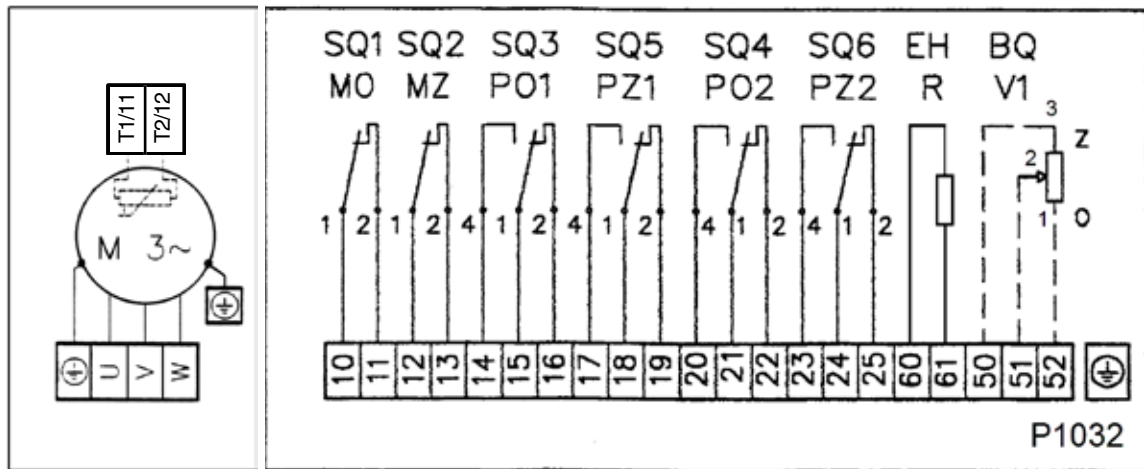 T1/11 T2/12
M 3~
U V W
SQ1 SQ2 SQ3 SQ5 SQ4 SQ6 EH BQ
MO MZ PO1 PZ1 PO2 PZ2 R V1
3
Z
2
1 2 1 2 4 1 2 4 1 2 4 1 2 4 1 2 1 O
10 11 12 13 14 15 16 17 18 19 20 21 22 23 24 25 60 61 50 51 52
P1032